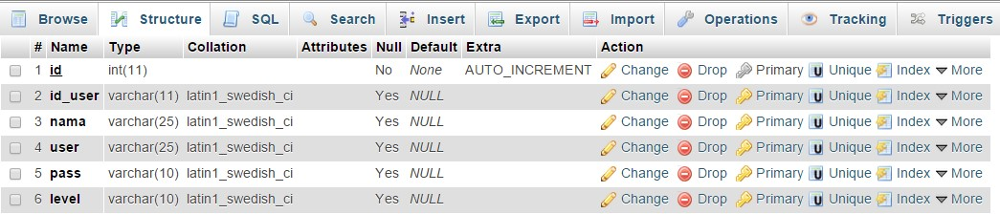 Browse Structure SQL Search Insert Export Import Operations Tracking Triggers
# Name Type Collation Attributes Null Default Extra Action
1 id int(11) No None AUTO_INCREMENT Change Drop Primary U Unique Index More
2 id_user varchar(11) latin1_swedish_ci Yes NULL Change Drop Primary U Unique Index More
3 nama varchar(25) latin1_swedish_ci Yes NULL Change Drop Primary U Unique Index More
4 user varchar(25) latin1_swedish_ci Yes NULL Change Drop Primary U Unique Index More
5 pass varchar(10) latin1_swedish_ci Yes NULL Change Drop Primary U Unique Index More
6 level varchar(10) latin1_swedish_ci Yes NULL Change Drop Primary U Unique Index More